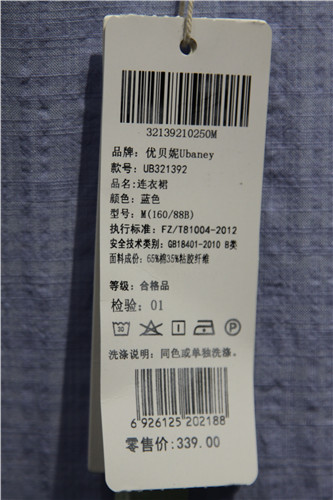 32139210250M
品牌: 优贝妮Ubaney
款号: UB321392
品名:连衣裙
颜色: 蓝色
型号: M(160/88B)
执行标准: FZ/T81004-2012
安全技术类别: GB18401-2010 B类
面料成份: 65%棉35%粘胶纤维
等级: 合格品
检验: 01
30 P
洗涤说明: 同色或单独洗涤。
6 926125 202188
零售价:339.00